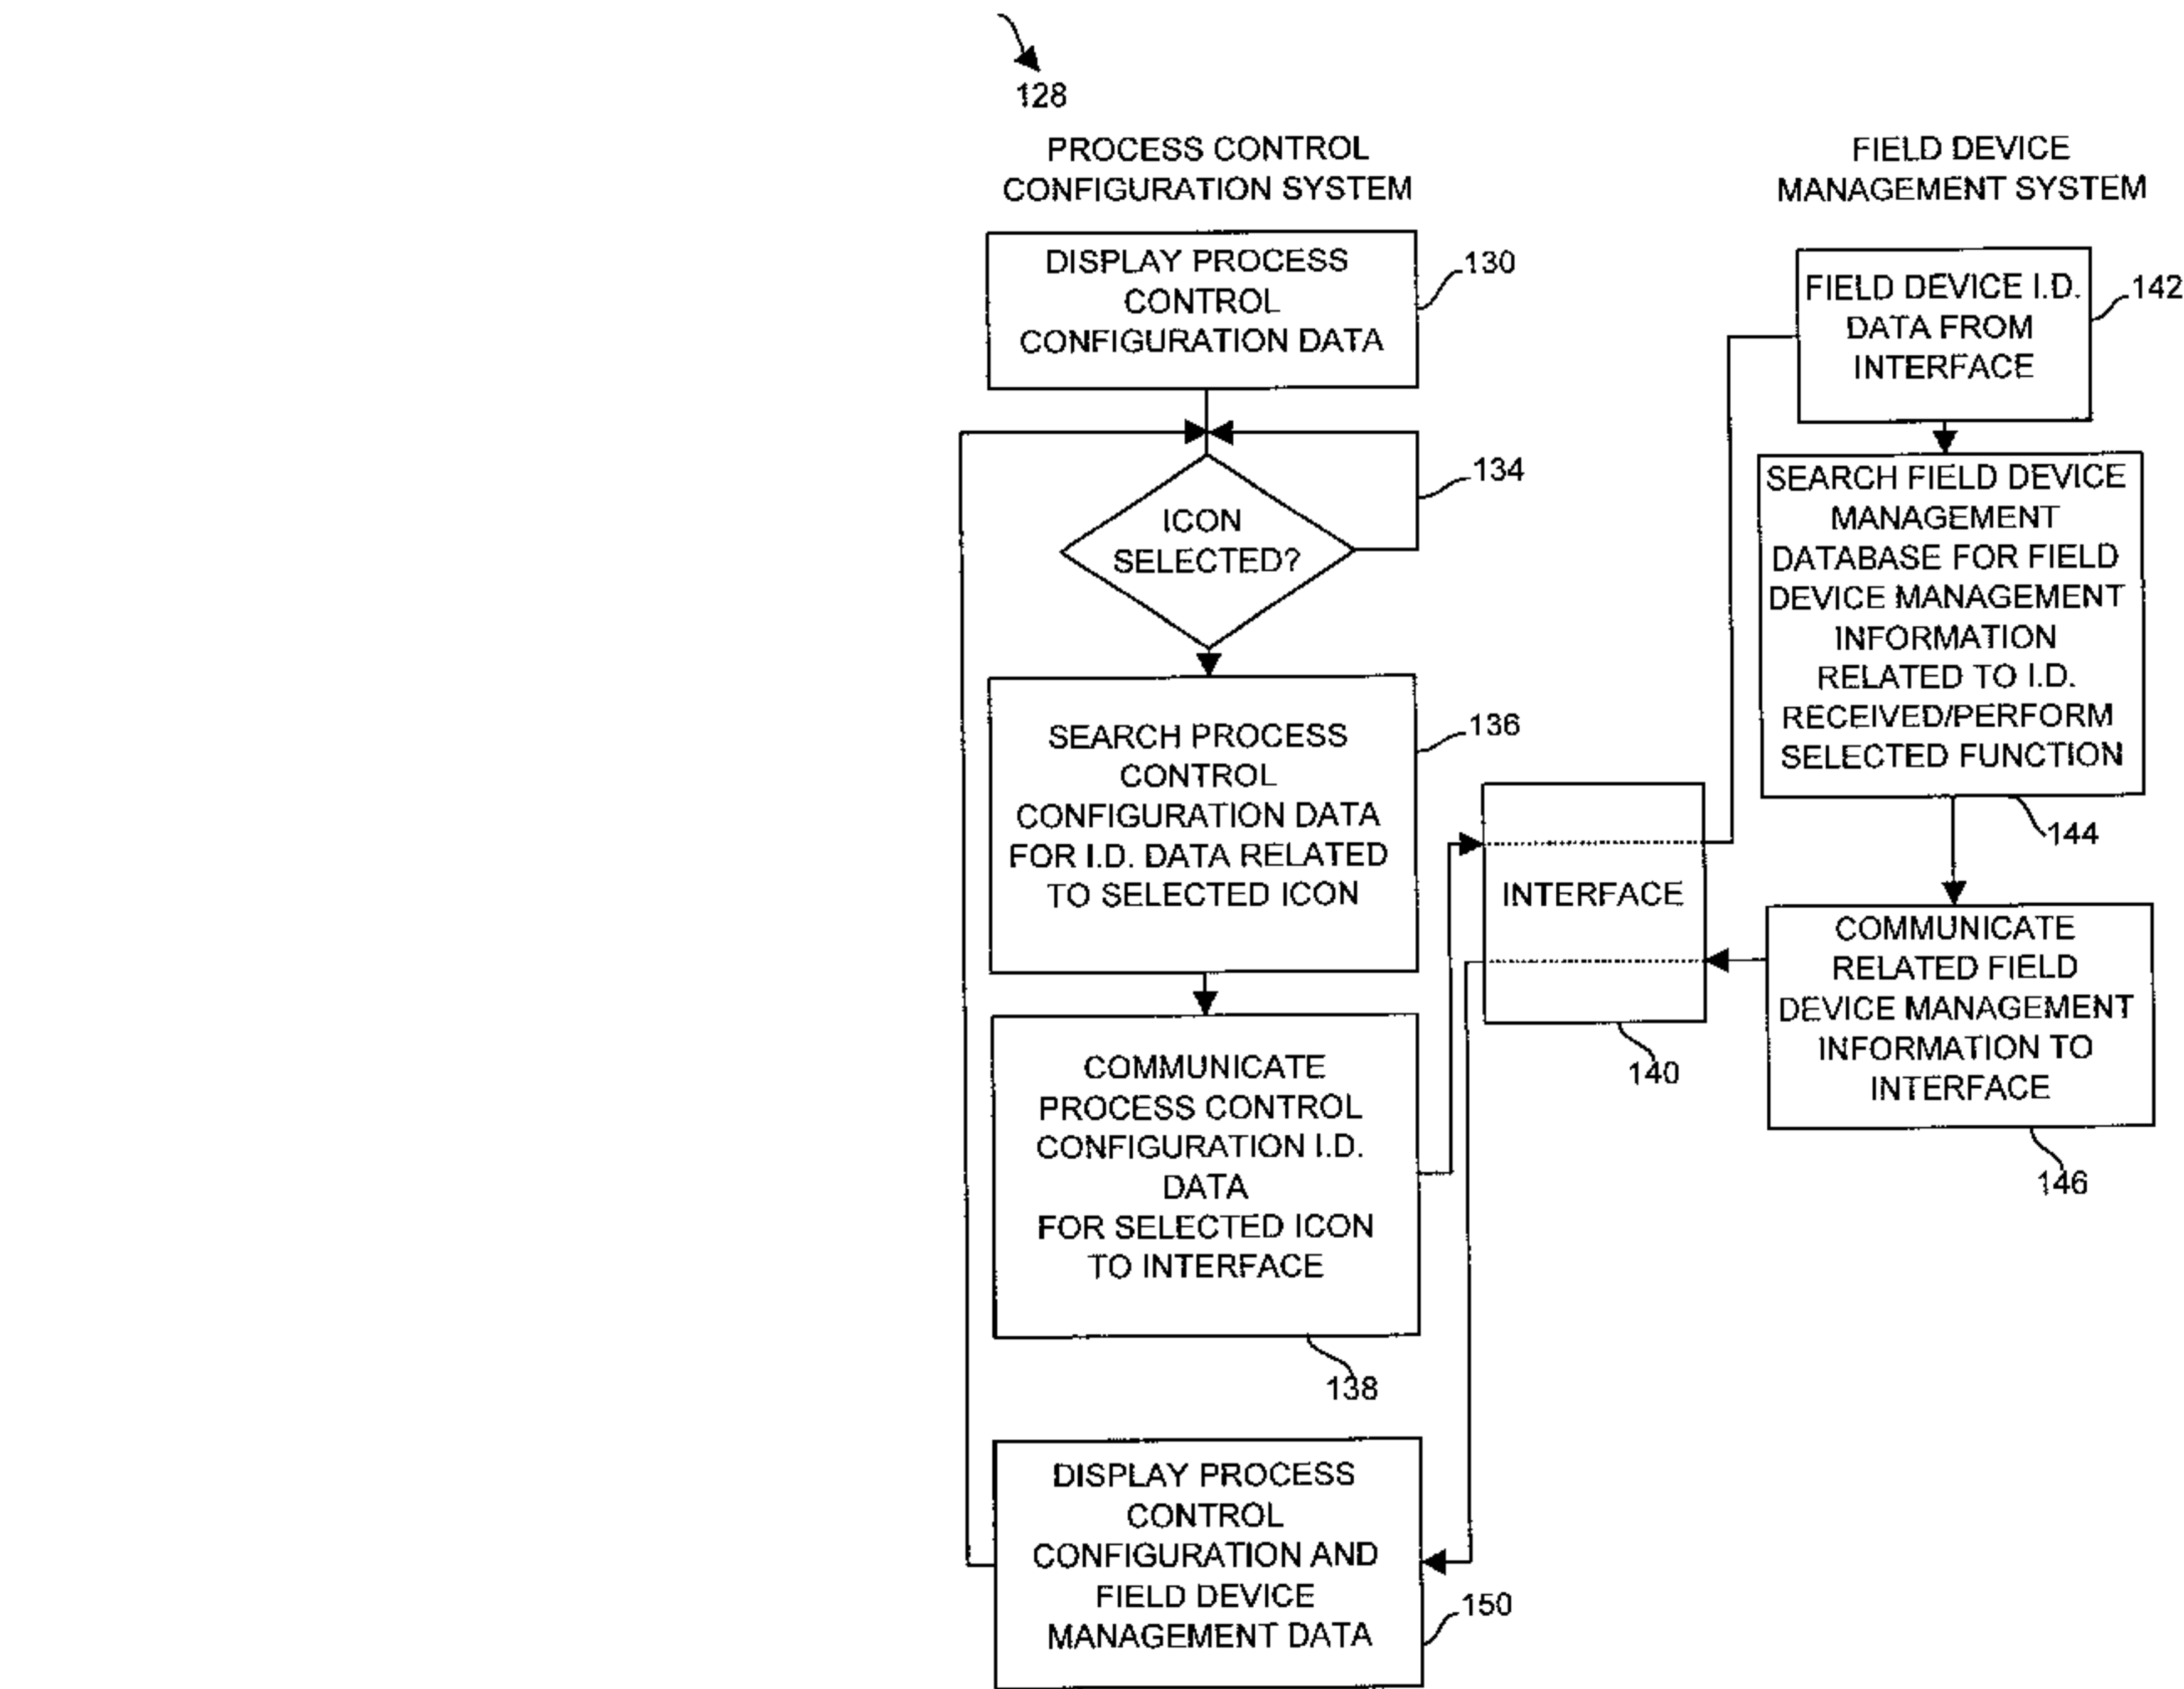 128
PROCESS CONTROL
CONFIGURATION SYSTEM
DISPLAY PROCESS
CONTROL
CONFIGURATION DATA
130
ICON
SELECTED?
134
SEARCH PROCESS
CONTROL
CONFIGURATION DATA
FOR I.D. DATA RELATED
TO SELECTED ICON
136
COMMUNICATE
PROCESS CONTROL
CONFIGURATION I.D.
DATA
FOR SELECTED ICON
TO INTERFACE
138
DISPLAY PROCESS
CONTROL
CONFIGURATION AND
FIELD DEVICE
MANAGEMENT DATA
150
INTERFACE
140
FIELD DEVICE
MANAGEMENT SYSTEM
FIELD DEVICE I.D.
DATA FROM
INTERFACE
142
SEARCH FIELD DEVICE
MANAGEMENT
DATABASE FOR FIELD
DEVICE MANAGEMENT
INFORMATION
RELATED TO I.D.
RECEIVED/PERFORM
SELECTED FUNCTION
144
COMMUNICATE
RELATED FIELD
DEVICE MANAGEMENT
INFORMATION TO
INTERFACE
146